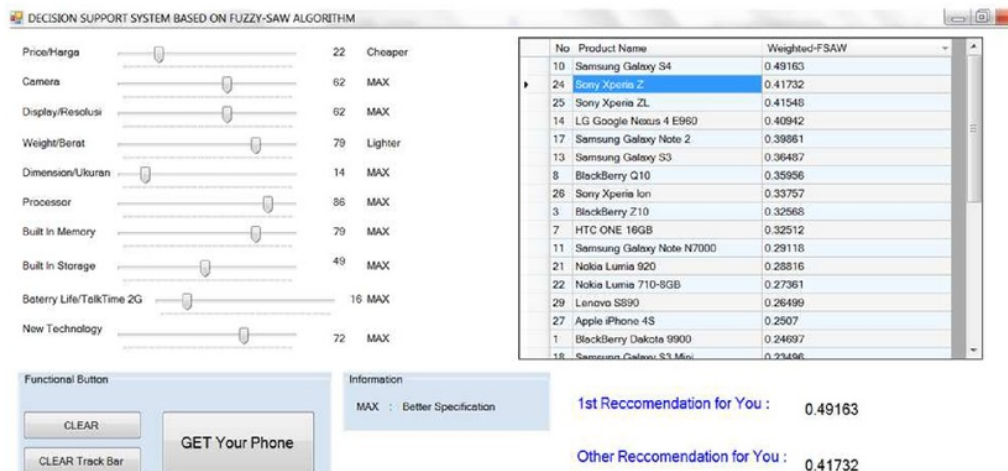 DECISION SUPPORT SYSTEM BASED ON FUZZY-SAW ALGORITHM
Price/Harga 22 Cheaper
Camera 62 MAX
Display/Resolusi 62 MAX
Weight/Berat 79 Lighter
Dimension/Ukuran 14 MAX
Processor 86 MAX
Built In Memory 79 MAX
Built In Storage 49 MAX
Baterry Life/TalkTime 2G 16 MAX
New Technology 72 MAX
No Product Name Weighted-FSAW
10 Samsung Galaxy S4 0.49163
24 Sony Xperia Z 0.41732
25 Sony Xperia ZL 0.41548
14 LG Google Nexus 4 E960 0.40942
17 Samsung Galaxy Note 2 0.39861
13 Samsung Galaxy S3 0.36487
8 BlackBerry Q10 0.35956
26 Sony Xperia Ion 0.33757
3 BlackBerry Z10 0.32568
7 HTC ONE 16GB 0.32512
11 Samsung Galaxy Note N7000 0.29118
21 Nokia Lumia 920 0.28816
22 Nokia Lumia 710-8GB 0.27361
29 Lenovo S890 0.26499
27 Apple iPhone 4S 0.2507
1 BlackBerry Dakota 9900 0.24697
18 Samsung Galaxy S3 Mini 0.23496
Functional Button
CLEAR
CLEAR Track Bar
GET Your Phone
Information
MAX : Better Specification
1st Reccomendation for You : 0.49163
Other Reccomendation for You : 0.41732